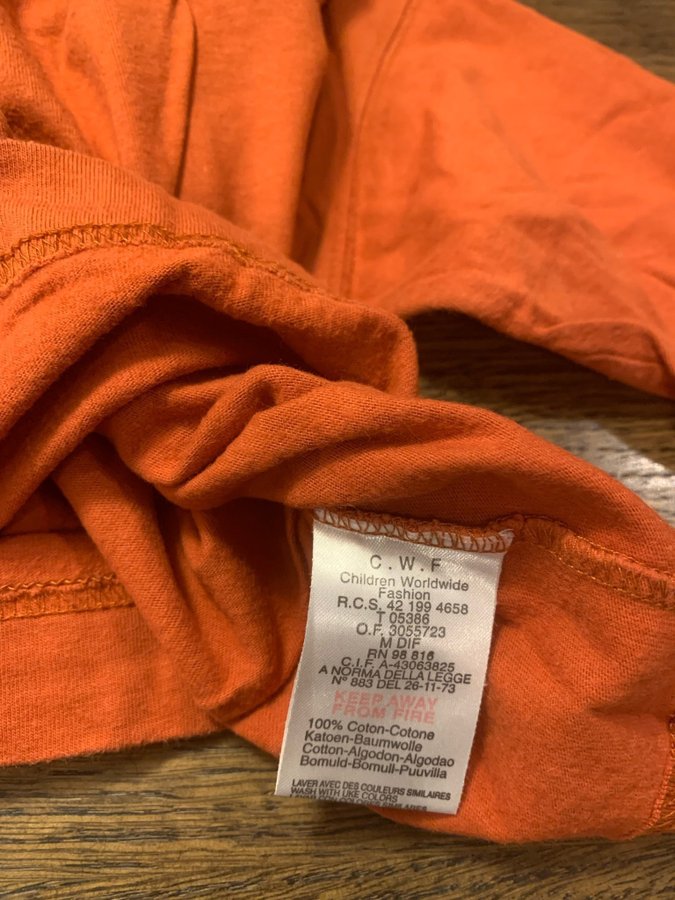 C.W.F
Children Worldwide
Fashion
R.C.S. 42 199 4658
T 05386
O.F. 3055723
M DIF
RN 98 816
C.I.F. A-43063825
A NORMA DELLA LEGGE
Nº 883 DEL 26-11-73
KEEP AWAY
FROM FIRE
100% Coton-Cotone
Katoen-Baumwolle
Cotton-Algodon-Algodao
Bomuld-Bomull-Puuvilla
LAVER AVEC DES COULEURS SIMILAIRES
WASH WITH LIKE COLORS